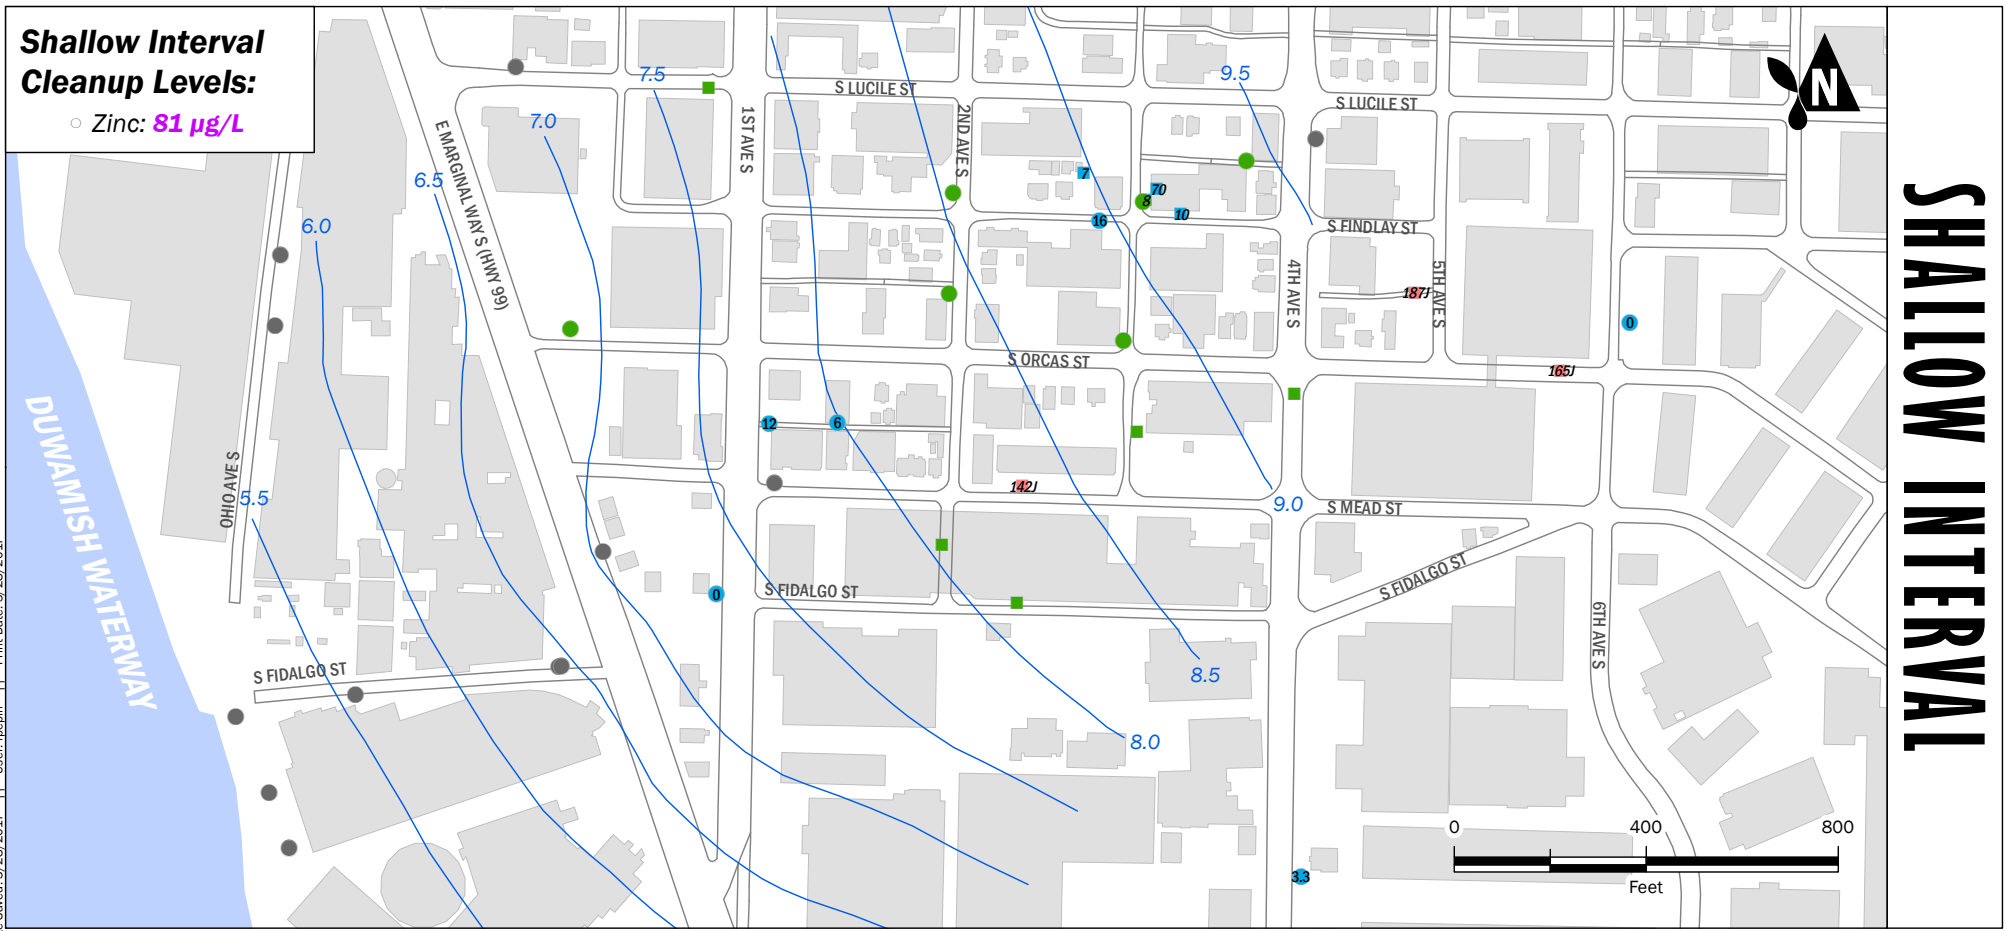 Shallow Interval
Cleanup Levels:
Zinc: 81 µg/L
N
SHALLOW INTERVAL
7.5
9.5
S LUCILE ST
S LUCILE ST
7.0
1ST AVE S
2ND AVE S
E MARGINAL WAY S (HWY 99)
6.5
7
70
8
10
16
6.0
S FINDLAY ST
4TH AVE S
5TH AVE S
187J
0
S ORCAS ST
165J
12
6
OHIO AVE S
DUWAMISH WATERWAY
5.5
142J
9.0
S MEAD ST
0
S FIDALGO ST
S FIDALGO ST
6TH AVE S
S FIDALGO ST
8.5
8.0
0
400
800
Feet
3.3